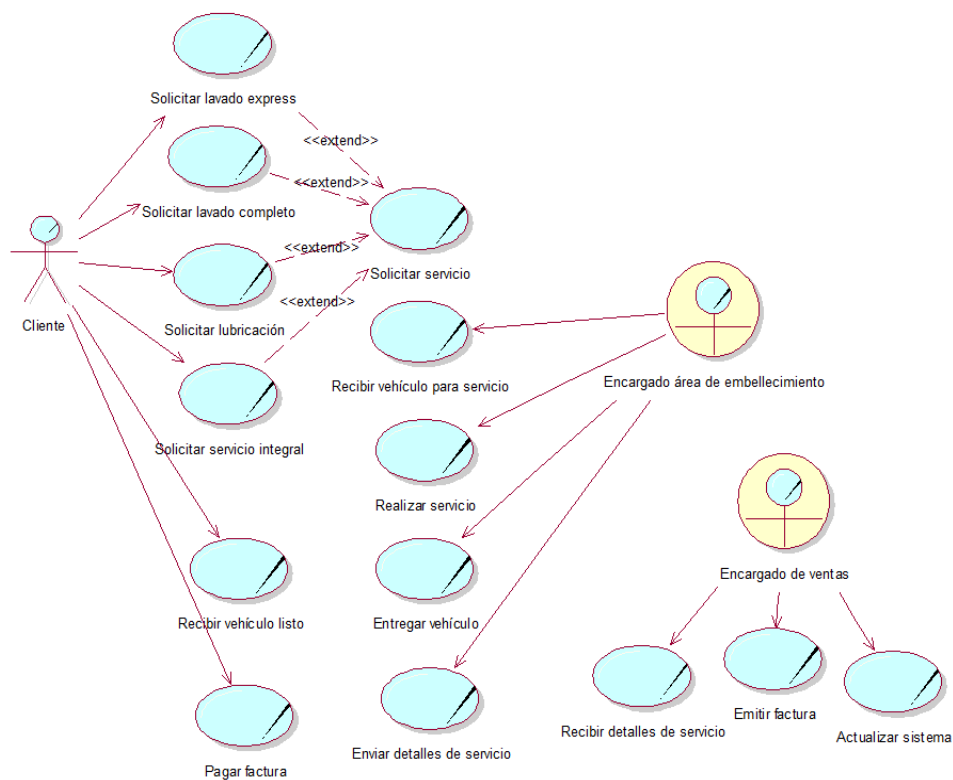 Solicitar lavado express
<<extend>>
<<extend>>
Solicitar lavado completo
<<extend>>
Solicitar servicio
<<extend>>
Cliente
Solicitar lubricación
Recibir vehículo para servicio
Encargado área de embellecimiento
Solicitar servicio integral
Realizar servicio
Encargado de ventas
Recibir vehículo listo
Entregar vehículo
Emitir factura
Recibir detalles de servicio
Actualizar sistema
Enviar detalles de servicio
Pagar factura